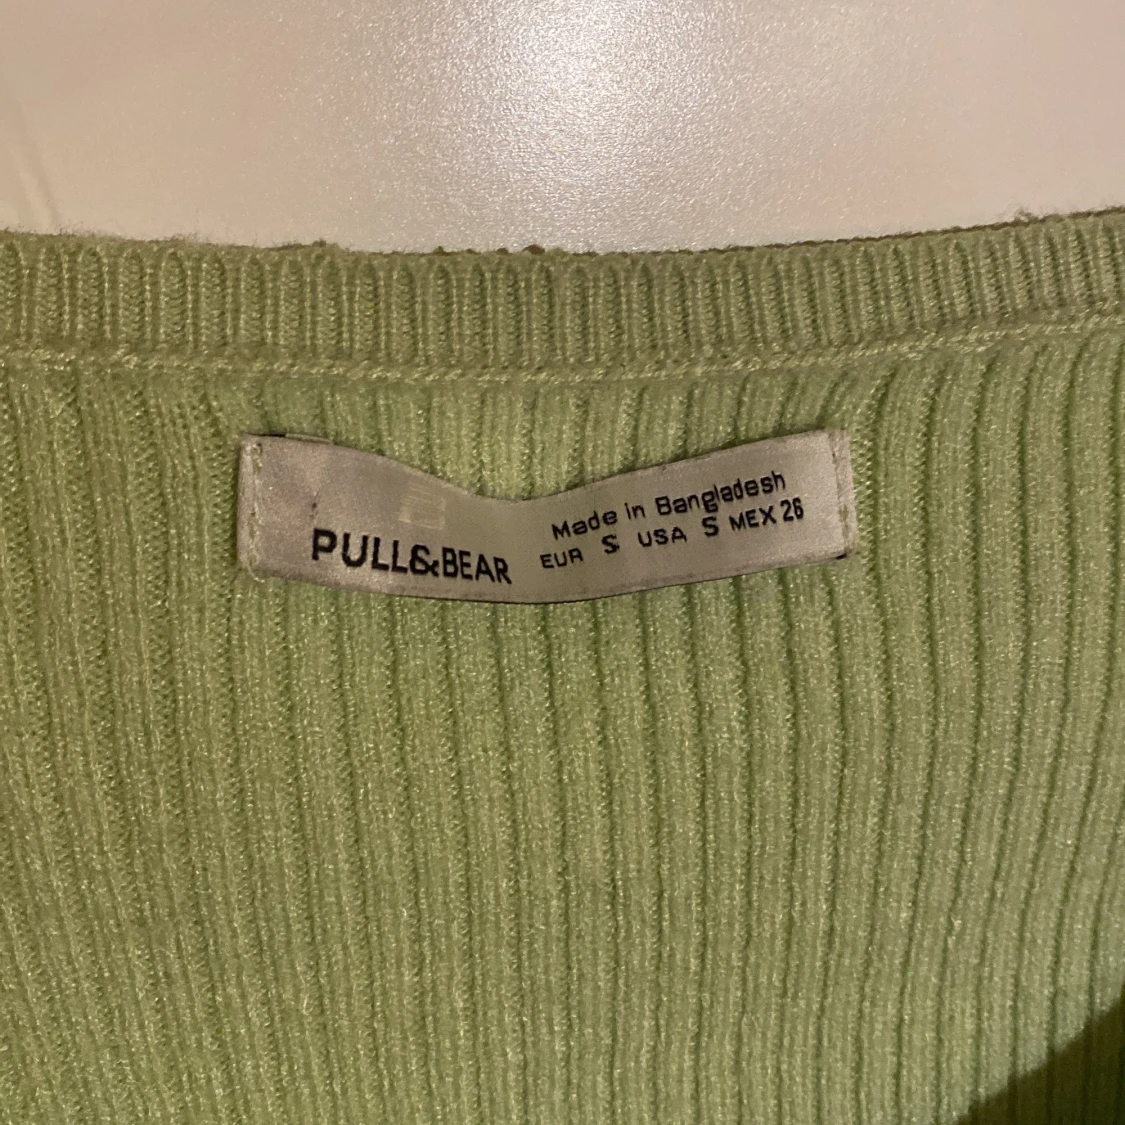 PULL&BEAR
Made in Bangladesh
EUR S USA S MEX 26